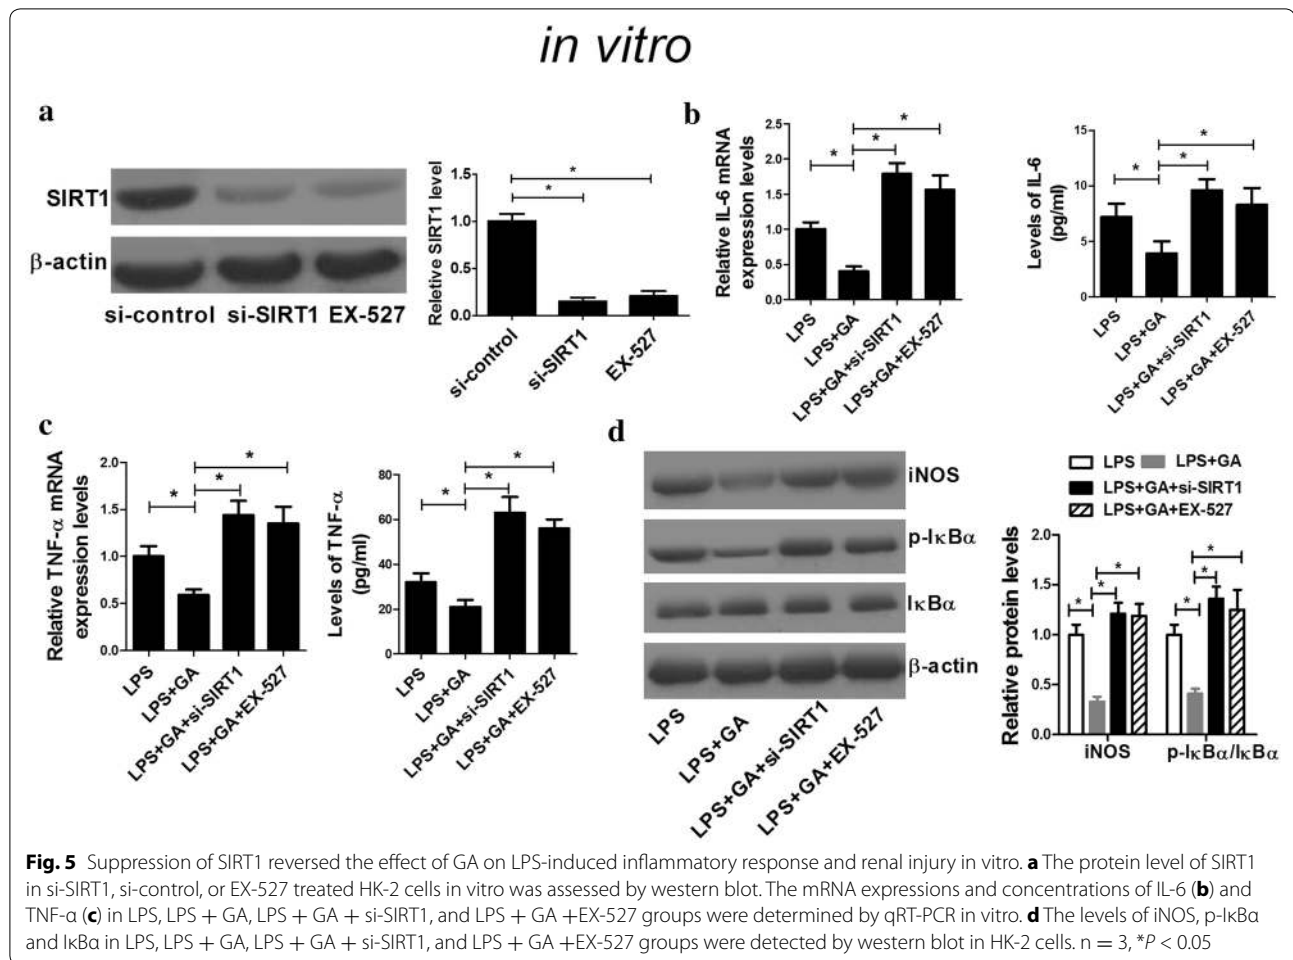 in vitro
a
SIRT1
β-actin
si-control si-SIRT1 EX-527
Reletive SIRT1 level
1.5
1.0
0.5
0.0
*
*
si-control
si-SIRT1
EX-527
b
Relative IL-6 mRNA
expression levels
2.5
2.0
1.5
1.0
0.5
0.0
*
*
*
LPS
LPS+GA
LPS+GA+si-SIRT1
LPS+GA+EX-527
Levels of IL-6
(pg/ml)
15
10
5
0
*
*
*
LPS
LPS+GA
LPS+GA+si-SIRT1
LPS+GA+EX-527
c
Relative TNF-α mRNA
expression levels
2.0
1.5
1.0
0.5
0.0
*
*
*
LPS
LPS+GA
LPS+GA+si-SIRT1
LPS+GA+EX-527
Levels of TNF-α
(pg/ml)
80
60
40
20
0
*
*
*
LPS
LPS+GA
LPS+GA+si-SIRT1
LPS+GA+EX-527
d
iNOS
p-IκBα
IκBα
β-actin
LPS
LPS+GA
LPS+GA+si-SIRT1
LPS+GA+EX-527
LPS LPS+GA
LPS+GA+si-SIRT1
LPS+GA+EX-527
Relative protein levels
2.0
1.5
1.0
0.5
0.0
*
*
*
*
*
*
iNOS p-IκBα/IκBα
Fig. 5 Suppression of SIRT1 reversed the effect of GA on LPS-induced inflammatory response and renal injury in vitro. a The protein level of SIRT1
in si-SIRT1, si-control, or EX-527 treated HK-2 cells in vitro was assessed by western blot. The mRNA expressions and concentrations of IL-6 (b) and
TNF-α (c) in LPS, LPS + GA, LPS + GA + si-SIRT1, and LPS + GA +EX-527 groups were determined by qRT-PCR in vitro. d The levels of iNOS, p-IκBα
and IκBα in LPS, LPS + GA, LPS + GA + si-SIRT1, and LPS + GA +EX-527 groups were detected by western blot in HK-2 cells. n = 3, *P < 0.05